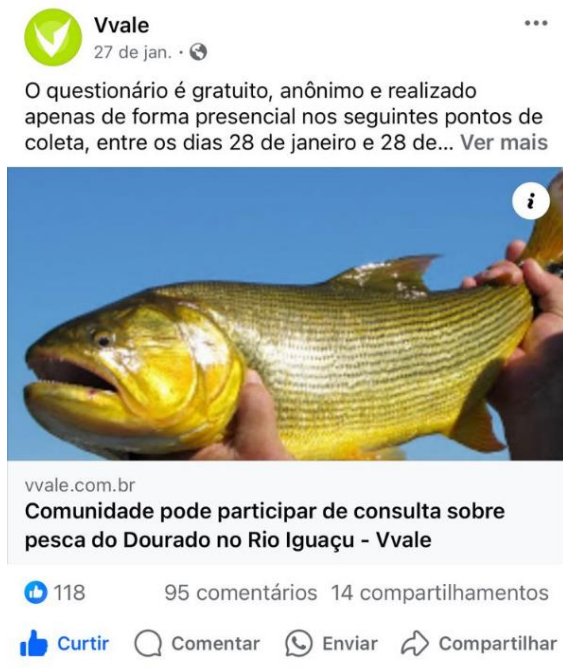 Vvale
27 de jan. ·
O questionário é gratuito, anônimo e realizado
apenas de forma presencial nos seguintes pontos de
coleta, entre os dias 28 de janeiro e 28 de... Ver mais
i
vvale.com.br
Comunidade pode participar de consulta sobre
pesca do Dourado no Rio Iguaçu - Vvale
118 95 comentários 14 compartilhamentos
Curtir Comentar Enviar Compartilhar